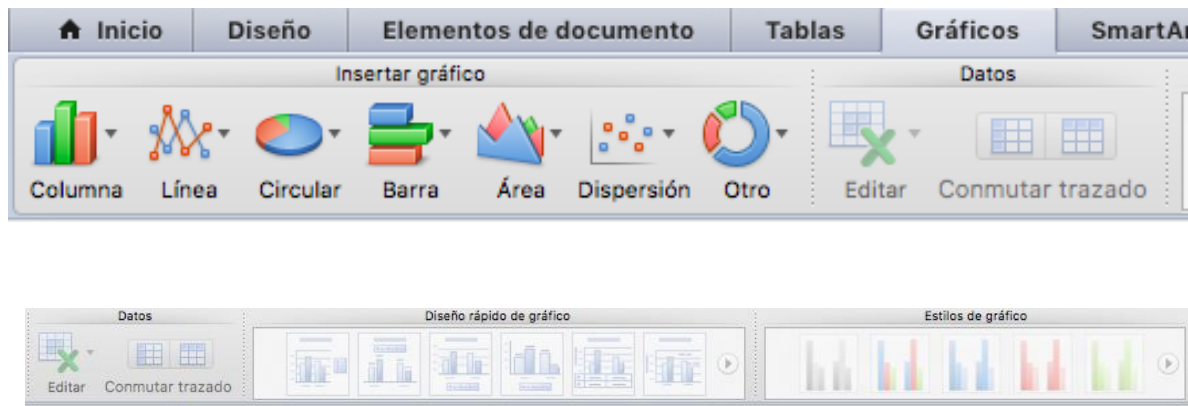 Inicio Diseño Elementos de documento Tablas Gráficos SmartA
Insertar gráfico Datos
Columna Línea Circular Barra Área Dispersión Otro Editar Conmutar trazado
Datos Diseño rápido de gráfico Estilos de gráfico
Editar Conmutar trazado